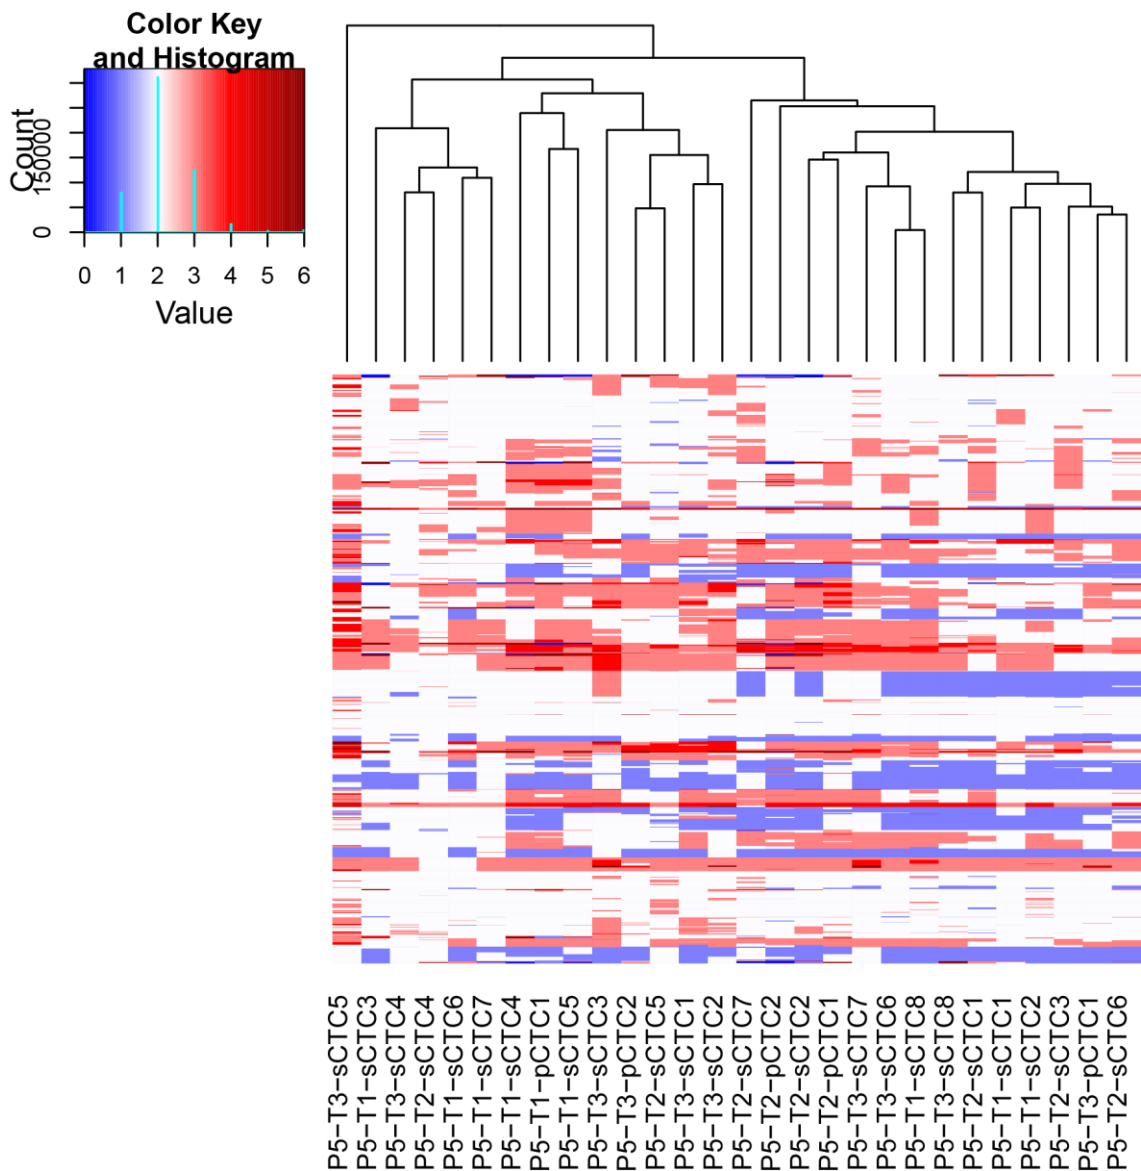 Color Key
and Histogram
Count
0
150000
0 1 2 3 4 5 6
Value
P5-T3-sCTC5
P5-T1-sCTC3
P5-T3-sCTC4
P5-T2-sCTC4
P5-T1-sCTC6
P5-T1-sCTC7
P5-T1-sCTC4
P5-T1-pCTC1
P5-T1-sCTC5
P5-T3-sCTC3
P5-T3-pCTC2
P5-T2-sCTC5
P5-T3-sCTC1
P5-T3-sCTC2
P5-T2-sCTC7
P5-T2-pCTC2
P5-T2-sCTC2
P5-T2-pCTC1
P5-T3-sCTC7
P5-T3-sCTC6
P5-T1-sCTC8
P5-T3-sCTC8
P5-T2-sCTC1
P5-T1-sCTC1
P5-T1-sCTC2
P5-T2-sCTC3
P5-T3-pCTC1
P5-T2-sCTC6